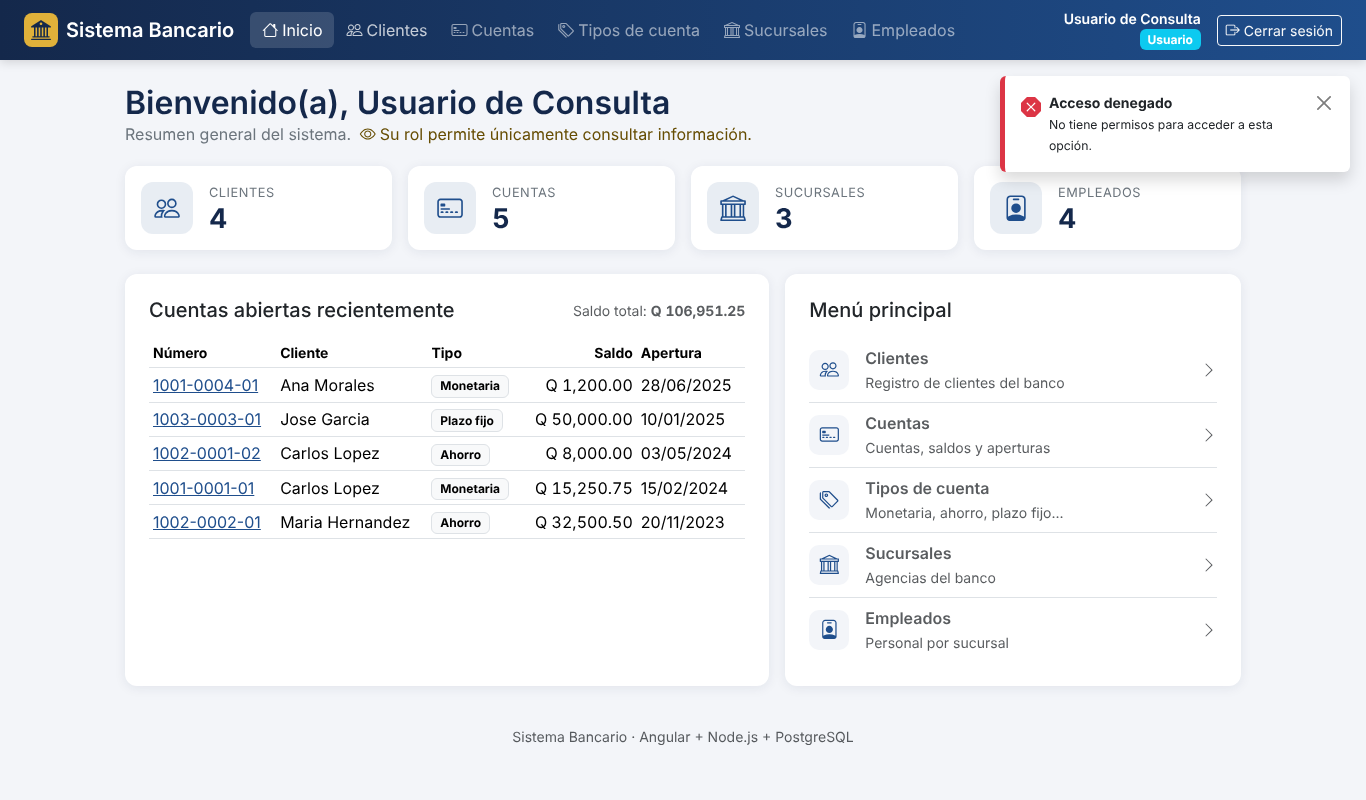 Sistema Bancario
Inicio
Clientes
Cuentas
Tipos de cuenta
Sucursales
Empleados
Usuario de Consulta
Usuario
Cerrar sesión
Bienvenido(a), Usuario de Consulta
Resumen general del sistema. Su rol permite únicamente consultar información.
Acceso denegado
No tiene permisos para acceder a esta
opción.
CLIENTES
4
CUENTAS
5
SUCURSALES
3
EMPLEADOS
4
Cuentas abiertas recientemente
Saldo total: Q 106,951.25
Número Cliente Tipo Saldo Apertura
1001-0004-01 Ana Morales Monetaria Q 1,200.00 28/06/2025
1003-0003-01 Jose Garcia Plazo fijo Q 50,000.00 10/01/2025
1002-0001-02 Carlos Lopez Ahorro Q 8,000.00 03/05/2024
1001-0001-01 Carlos Lopez Monetaria Q 15,250.75 15/02/2024
1002-0002-01 Maria Hernandez Ahorro Q 32,500.50 20/11/2023
Menú principal
Clientes
Registro de clientes del banco
Cuentas
Cuentas, saldos y aperturas
Tipos de cuenta
Monetaria, ahorro, plazo fijo...
Sucursales
Agencias del banco
Empleados
Personal por sucursal
Sistema Bancario · Angular + Node.js + PostgreSQL